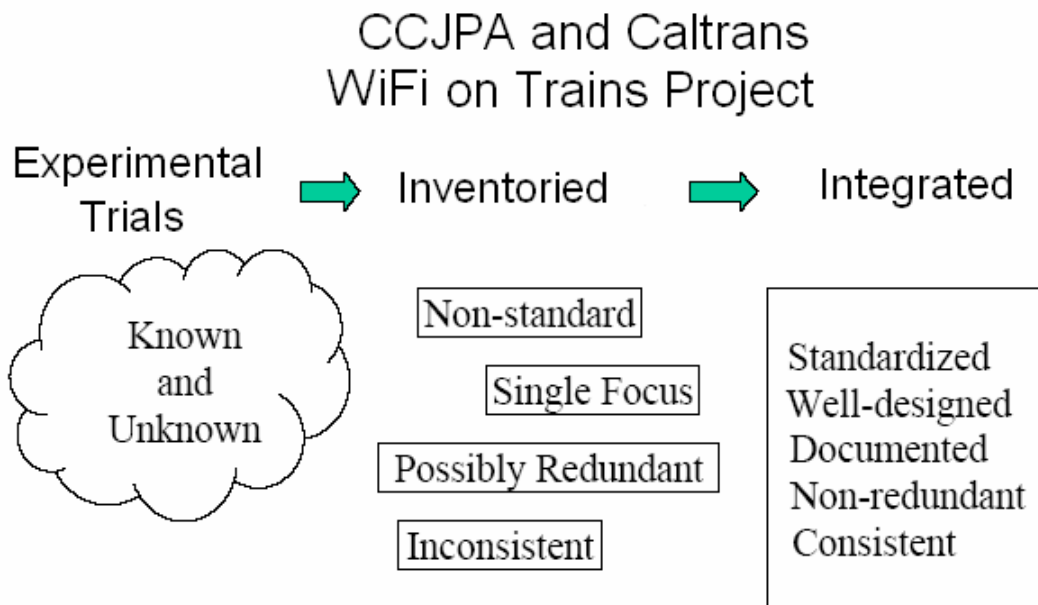 CCJPA and Caltrans
WiFi on Trains Project
Experimental
Trials
Inventoried
Integrated
Known
and
Unknown
Non-standard
Single Focus
Possibly Redundant
Inconsistent
Standardized
Well-designed
Documented
Non-redundant
Consistent